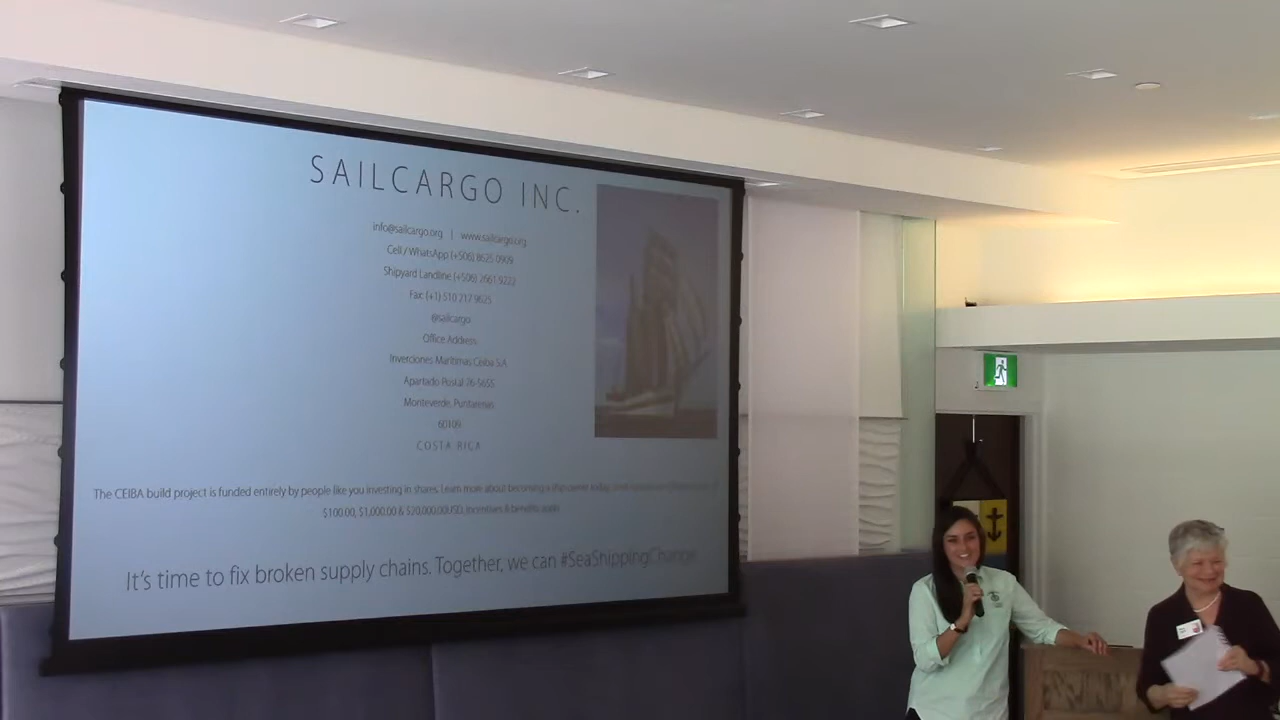 SAILCARGO INC.
info@sailcargo.org | www.sailcargo.org
Cell / WhatsApp (+506) 8625 0909
Shipyard Landline (+506) 2661 9222
Fax: (+1) 510 217 9625
@sailcargo
Office Address
Inverciones Maritimas Ceiba S.A
Apartado Postal 26-5655
Monteverde, Puntarenas
60109
COSTA RICA
The CEIBA build project is funded entirely by people like you investing in shares. Learn more about becoming a ship owner today,
$100.00, $1,000.00 & $20,000.00USD. Incentives & benefits apply.
It's time to fix broken supply chains. Together, we can #SeaShippingChange